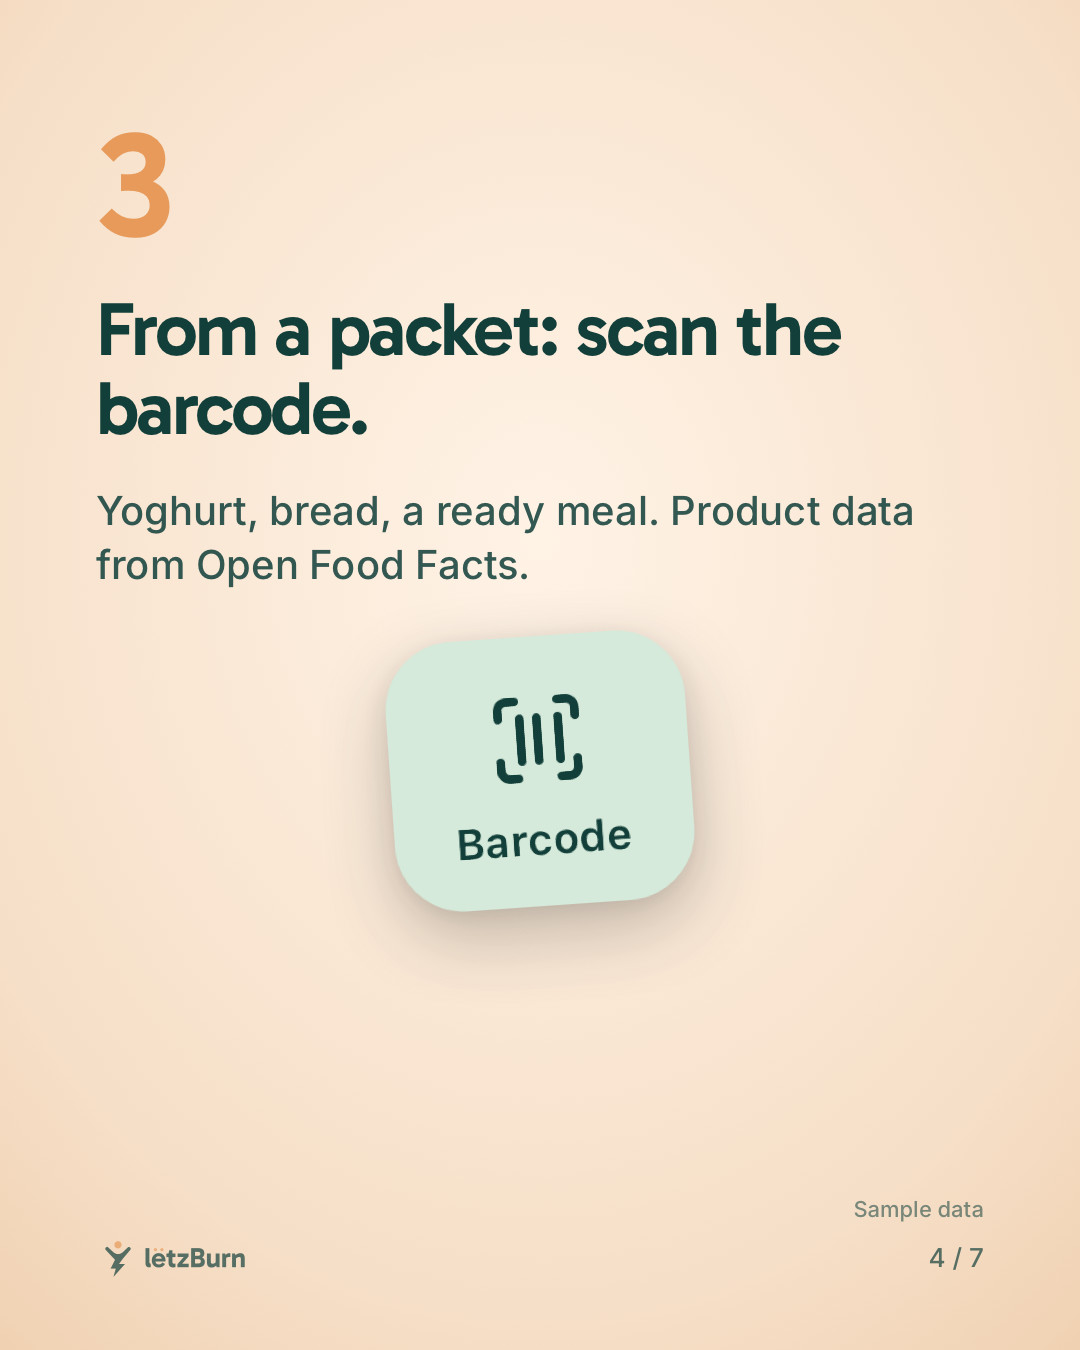 3
From a packet: scan the
barcode.
Yoghurt, bread, a ready meal. Product data
from Open Food Facts.
Barcode
Sample data
lëtzBurn
4 / 7